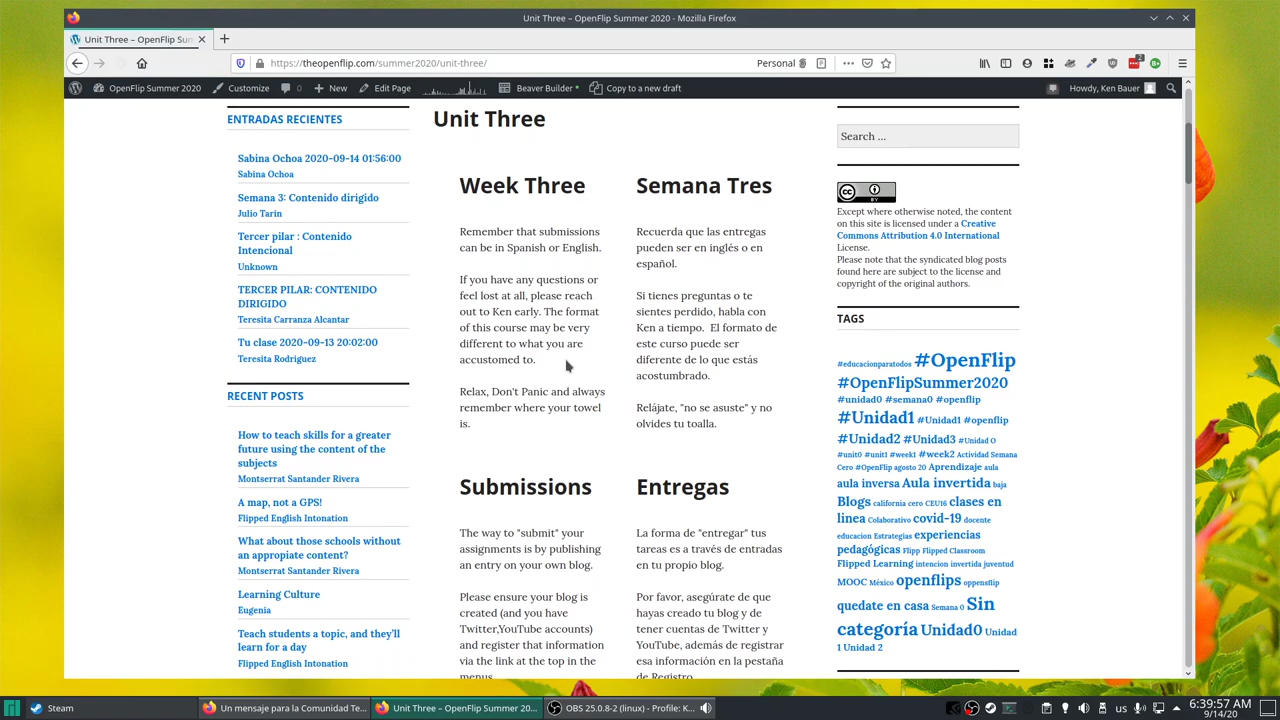 Unit Three – OpenFlip Summer 2020 - Mozilla Firefox
Unit Three – OpenFlip Sum
https://theopenflip.com/summer2020/unit-three/
Personal
OpenFlip Summer 2020
Customize
0
New
Edit Page
Beaver Builder
Copy to a new draft
Howdy, Ken Bauer
ENTRADAS RECIENTES
Sabina Ochoa 2020-09-14 01:56:00
Sabina Ochoa
Semana 3: Contenido dirigido
Julio Tarin
Tercer pilar : Contenido
Intencional
Unknown
TERCER PILAR: CONTENIDO
DIRIGIDO
Teresita Carranza Alcantar
Tu clase 2020-09-13 20:02:00
Teresita Rodriguez
RECENT POSTS
How to teach skills for a greater
future using the content of the
subjects
Montserrat Santander Rivera
A map, not a GPS!
Flipped English Intonation
What about those schools without
an appropiate content?
Montserrat Santander Rivera
Learning Culture
Eugenia
Teach students a topic, and they'll
learn for a day
Flipped English Intonation
Unit Three
Week Three
Remember that submissions
can be in Spanish or English.
If you have any questions or
feel lost at all, please reach
out to Ken early. The format
of this course may be very
different to what you are
accustomed to.
Relax, Don't Panic and always
remember where your towel
is.
Semana Tres
Recuerda que las entregas
pueden ser en inglés o en
español.
Si tienes preguntas o te
sientes perdido, habla con
Ken a tiempo.  El formato de
este curso puede ser
diferente de lo que estás
acostumbrado.
Relájate, "no se asuste" y no
olvides tu toalla.
Submissions
The way to "submit" your
assignments is by publishing
an entry on your own blog.
Please ensure your blog is
created (and you have
Twitter,YouTube accounts)
and register that information
via the link at the top in the
menus.
Entregas
La forma de "entregar" tus
tareas es a través de entradas
en tu propio blog.
Por favor, asegúrate de que
hayas creado tu blog y de
tener cuentas de Twitter y
YouTube, además de registrar
esa información en la pestaña
de Registro.
Search …
CC BY
Except where otherwise noted, the content
on this site is licensed under a Creative
Commons Attribution 4.0 International
License.
Please note that the syndicated blog posts
found here are subject to the license and
copyright of the original authors.
TAGS
#educacionparatodos #OpenFlip
#OpenFlipSummer2020
#unidad0 #semana0 #openflip
#Unidad1 #Unidad1 #openflip
#Unidad2 #Unidad3 #Unidad O
#unit0 #unit1 #week1 #week2 Actividad Semana
Cero #OpenFlip agosto 20 Aprendizaje aula
aula inversa Aula invertida baja
Blogs california cero CEU16 clases en
linea Colaborativo covid-19 docente
educacion Estrategias experiencias
pedagógicas Flipp Flipped Classroom
Flipped Learning intencion invertida juventud
MOOC México openflips oppensflip
quedate en casa Semana 0 Sin
categoría Unidad0 Unidad
1 Unidad 2
Steam
Un mensaje para la Comunidad Te...
Unit Three – OpenFlip Summer 20...
OBS 25.0.8-2 (linux) - Profile: K...
us
6:39:57 AM
9/14/20